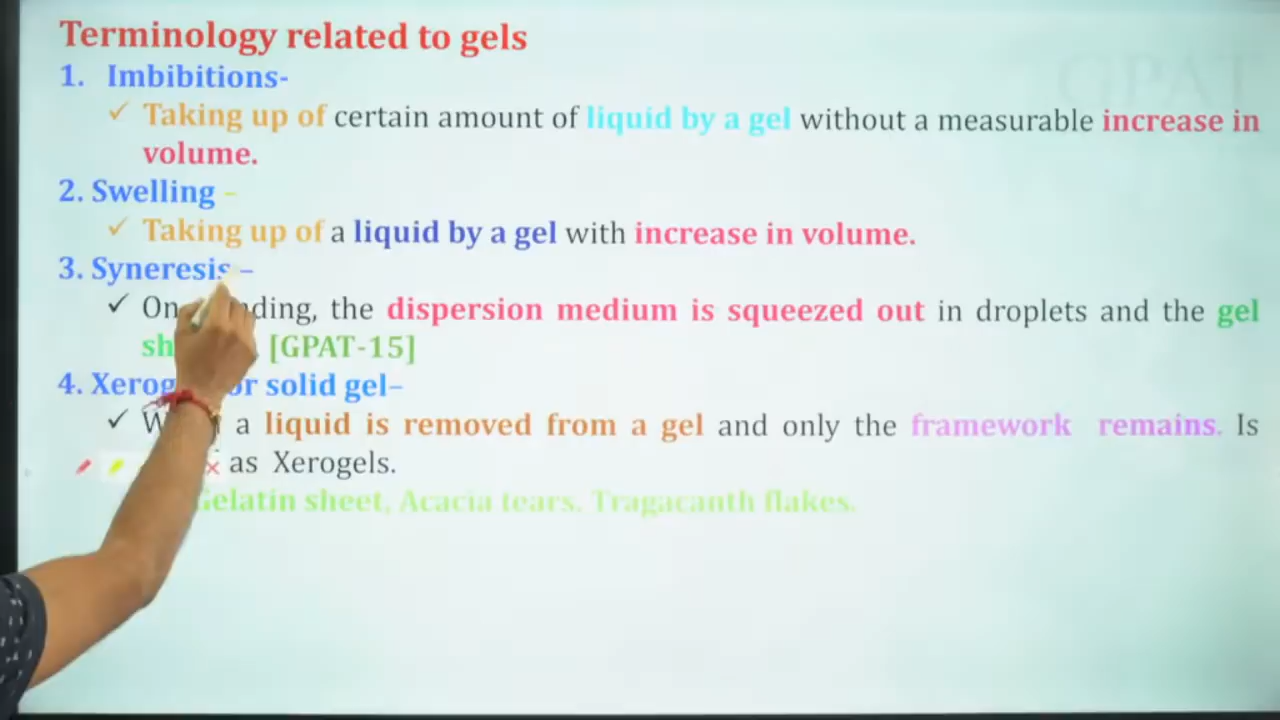 Terminology related to gels
GPAT
1. Imbibitions-
✓ Taking up of certain amount of liquid by a gel without a measurable increase in
volume.
2. Swelling –
✓ Taking up of a liquid by a gel with increase in volume.
3. Syneresis –
✓ On the dispersion medium is squeezed out in droplets and the gel
[GPAT-15]
4. solid gel–
✓ a liquid is removed from a gel and only the framework remains. Is
as Xerogels.
Gelatin sheet, Acacia tears, Tragacanth flakes.